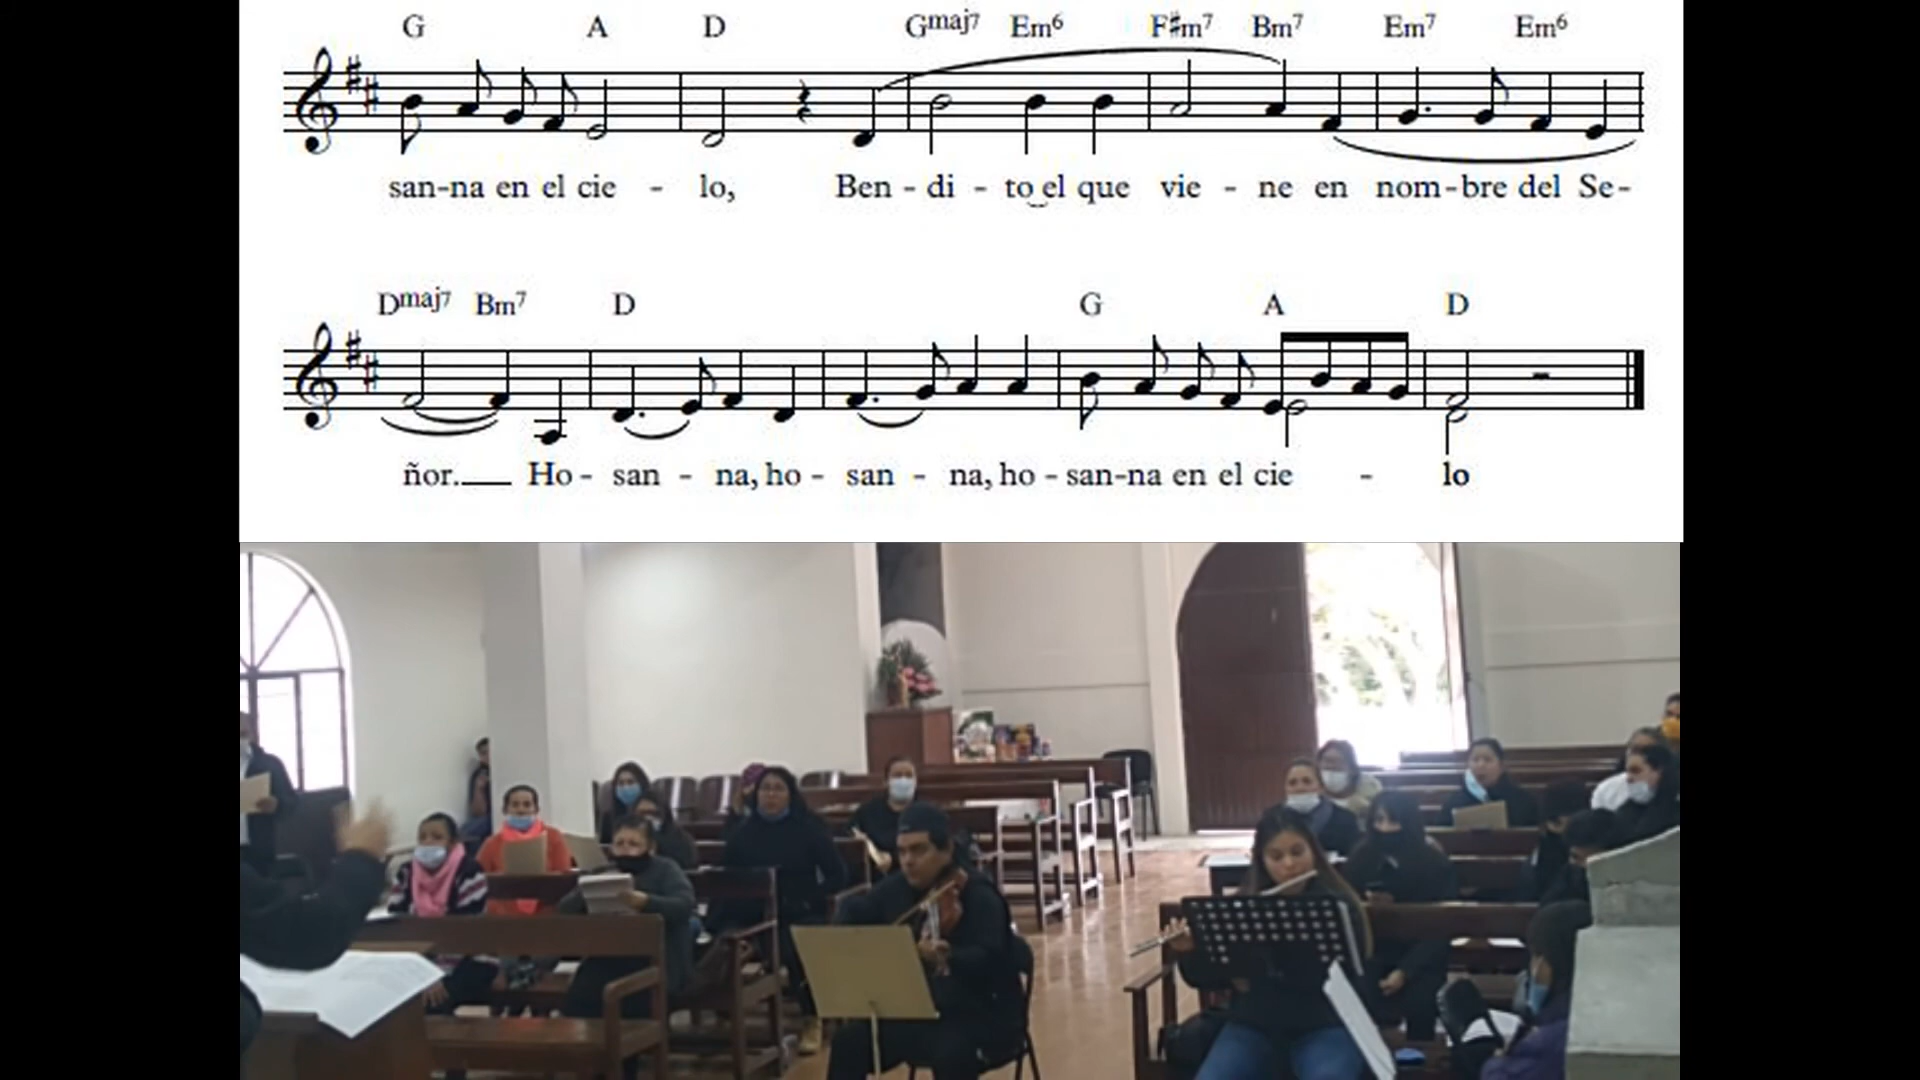 G A D Gmaj7 Em6 F♯m7 Bm7 Em7 Em6
san-na en el cie - lo, Ben - di - to el que vie - ne en nom-bre del Se-
Dmaj7 Bm7 D G A D
ñor.__ Ho - san - na, ho - san - na, ho - san-na en el cie - lo